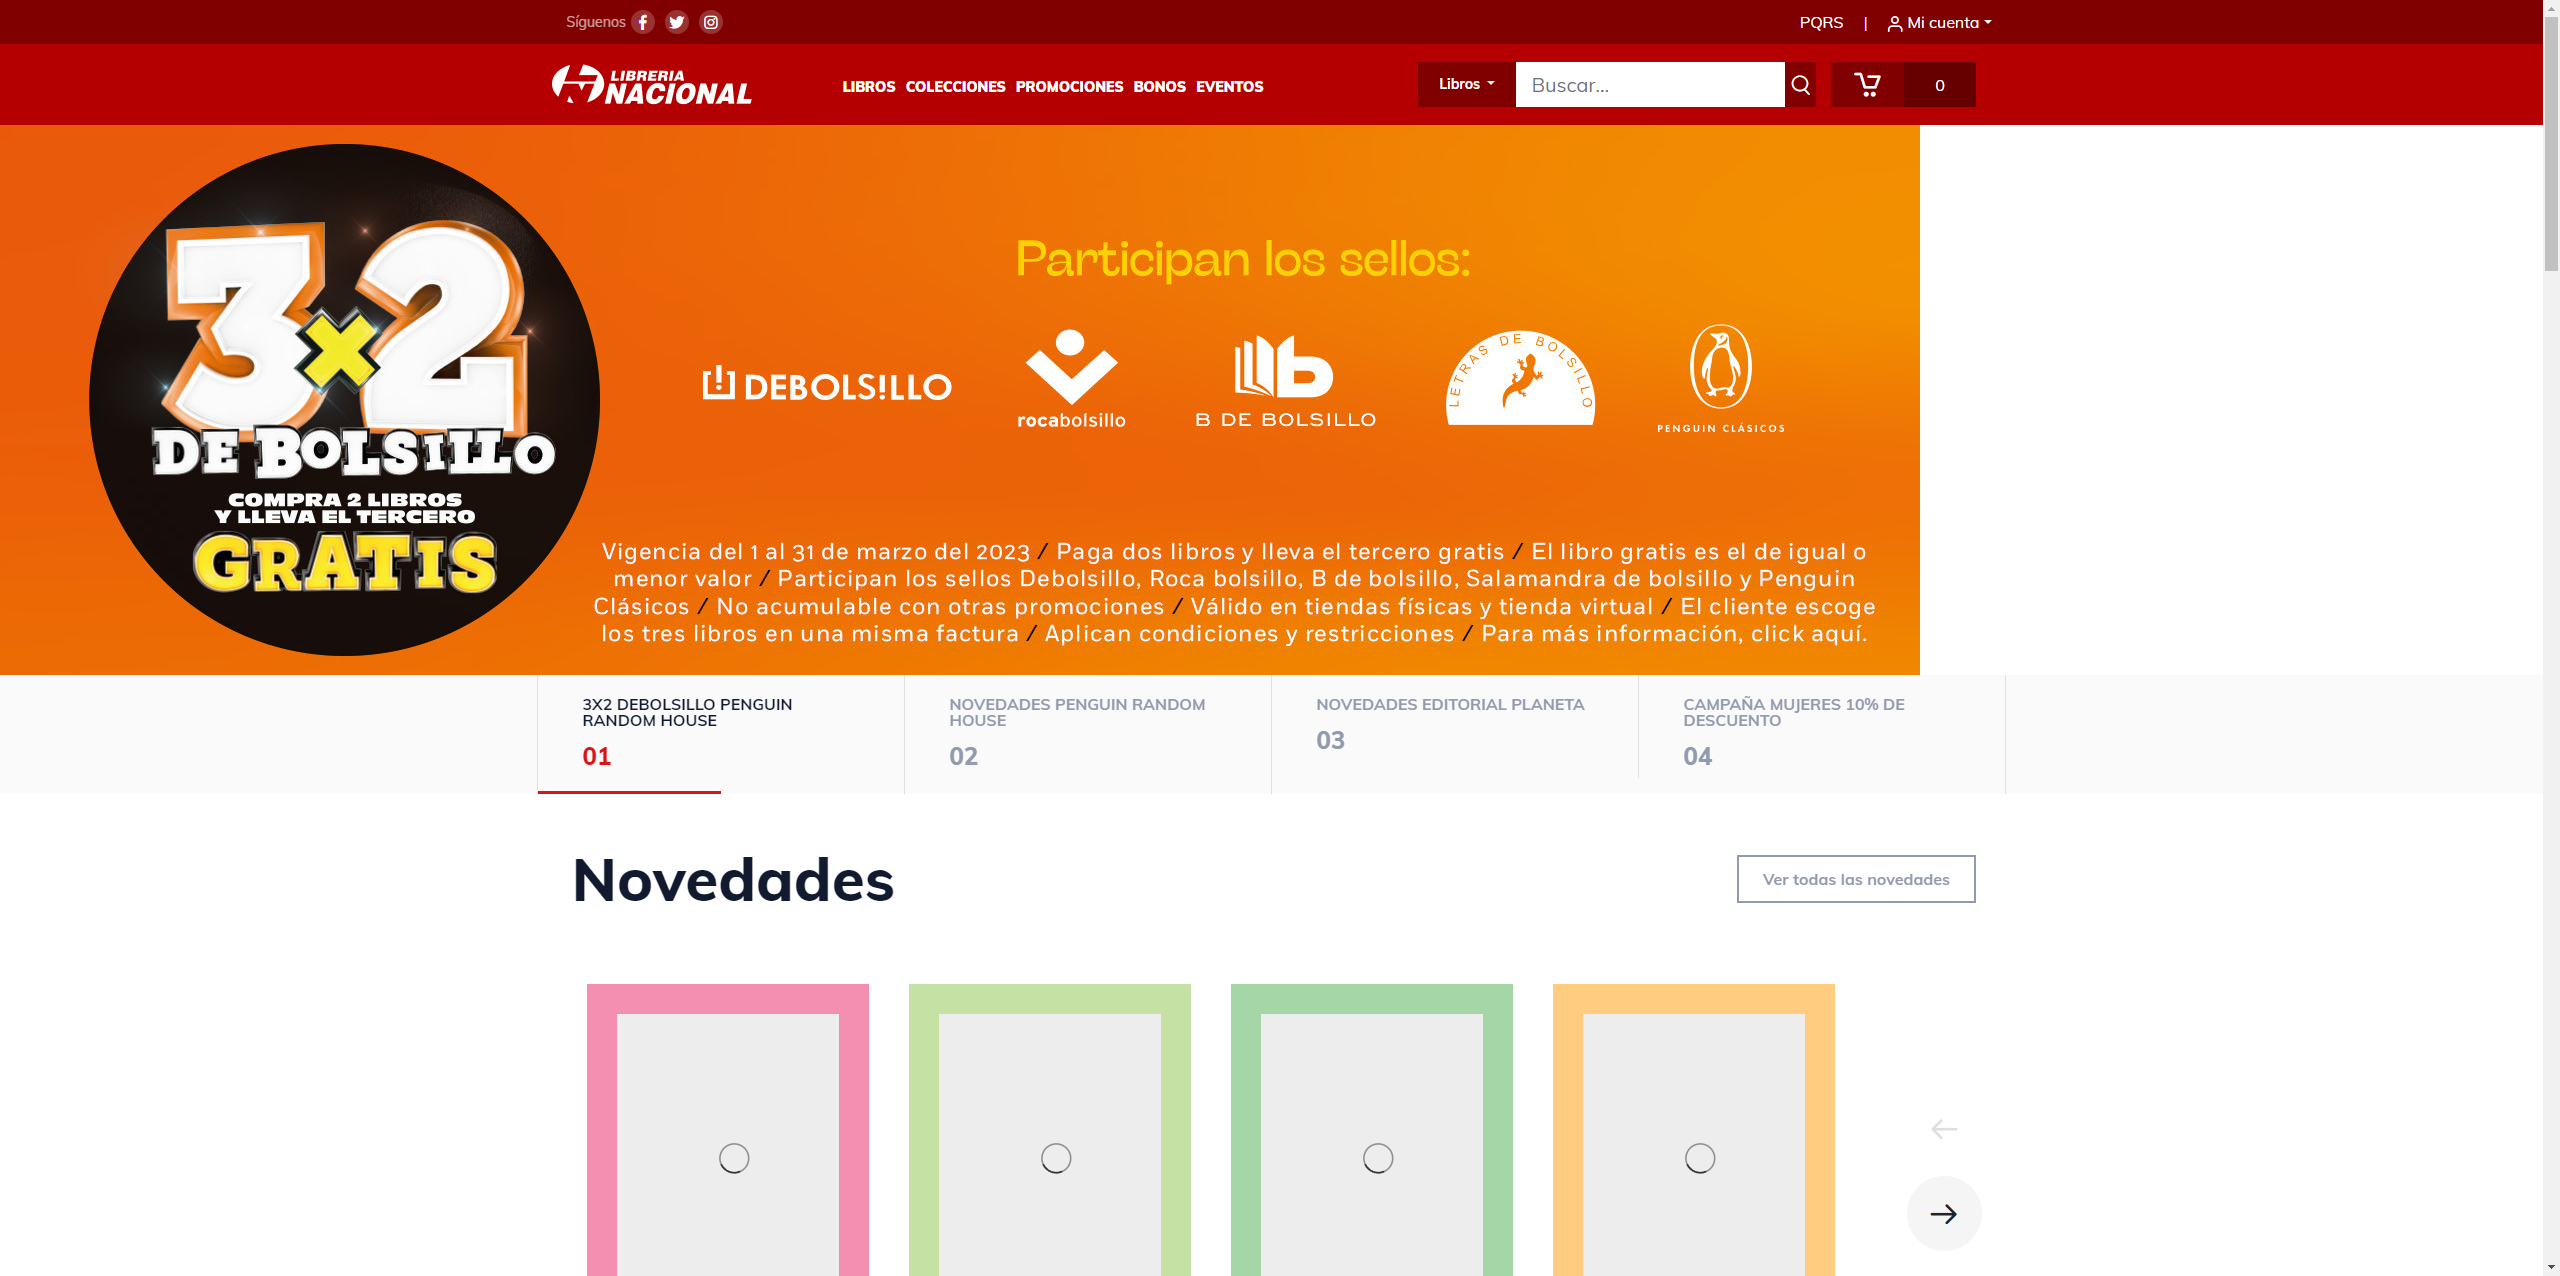 Síguenos
PQRS | Mi cuenta
LIBRERIA
NACIONAL
LIBROS COLECCIONES PROMOCIONES BONOS EVENTOS
Libros
Buscar...
0
3x2
DE BOLSILLO
COMPRA 2 LIBROS
Y LLEVA EL TERCERO
GRATIS
Participan los sellos:
DEBOLS!LLO
rocabolsillo
B DE BOLSILLO
LETRAS DE BOLSILLO
PENGUIN CLÁSICOS
Vigencia del 1 al 31 de marzo del 2023 / Paga dos libros y lleva el tercero gratis / El libro gratis es el de igual o
menor valor / Participan los sellos Debolsillo, Roca bolsillo, B de bolsillo, Salamandra de bolsillo y Penguin
Clásicos / No acumulable con otras promociones / Válido en tiendas físicas y tienda virtual / El cliente escoge
los tres libros en una misma factura / Aplican condiciones y restricciones / Para más información, click aquí.
3X2 DEBOLSILLO PENGUIN
RANDOM HOUSE
01
NOVEDADES PENGUIN RANDOM
HOUSE
02
NOVEDADES EDITORIAL PLANETA
03
CAMPAÑA MUJERES 10% DE
DESCUENTO
04
Novedades
Ver todas las novedades